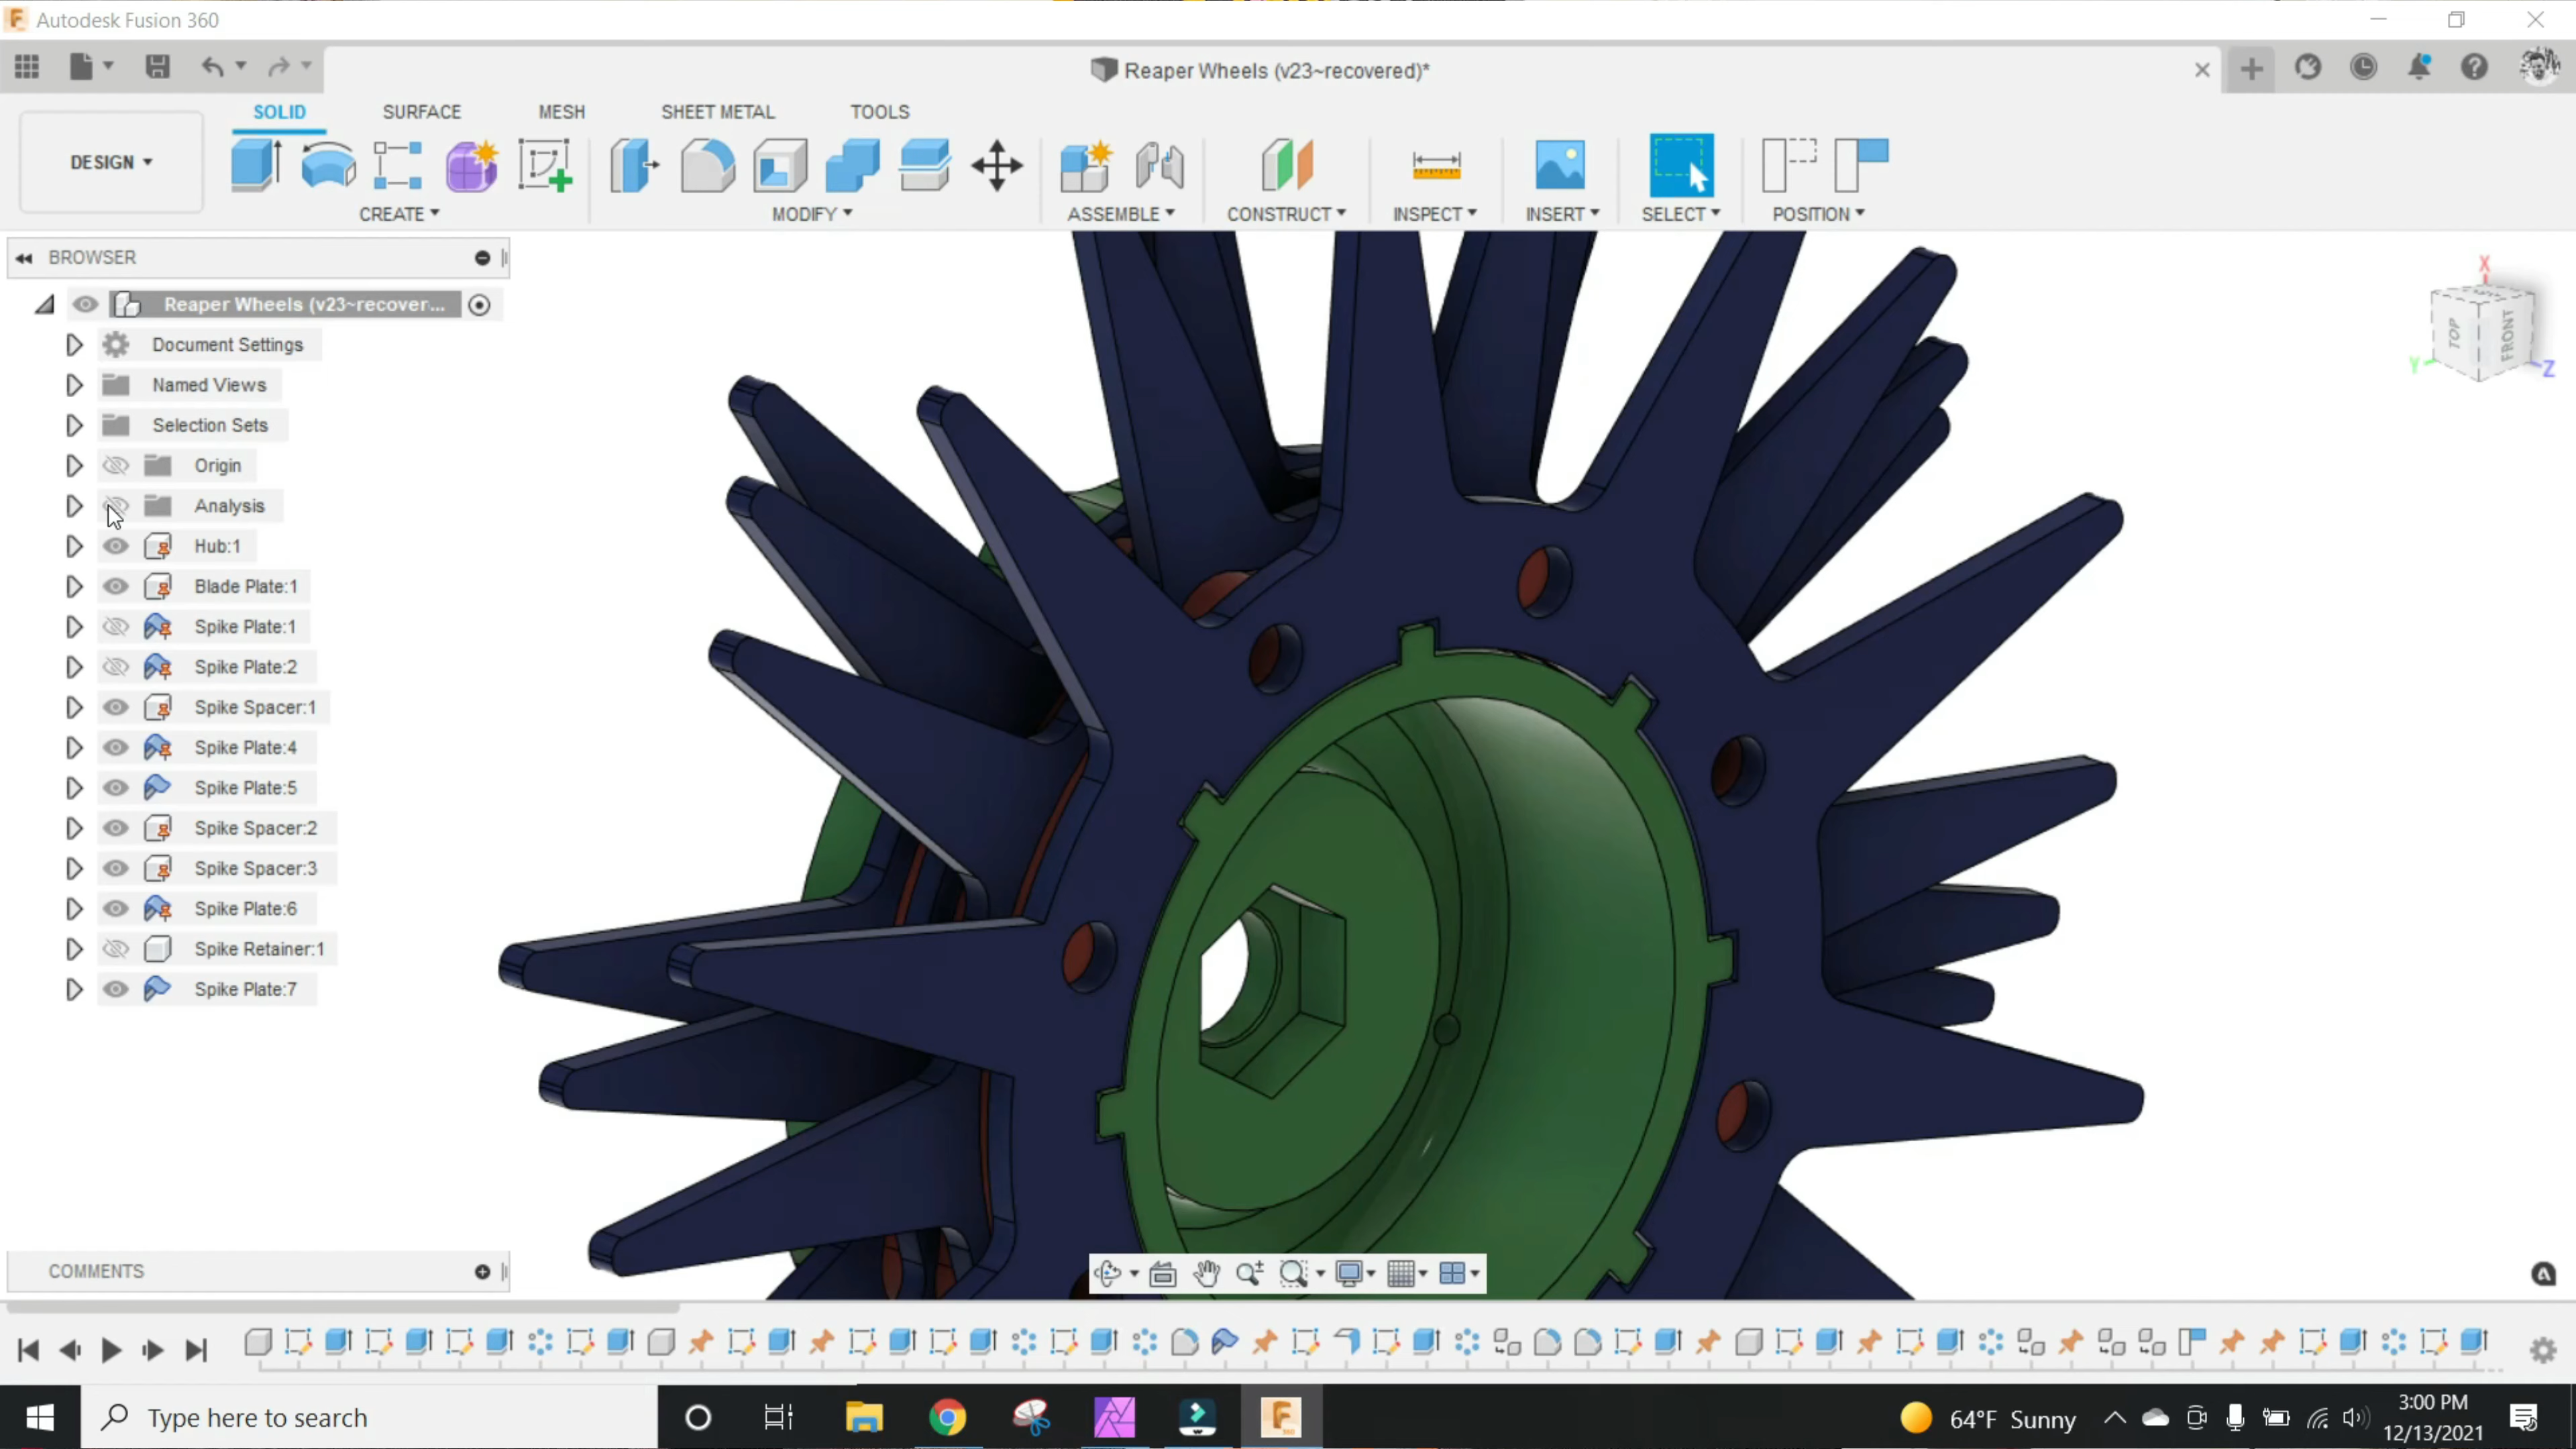 Autodesk Fusion 360
Reaper Wheels (v23~recovered)*
SOLID
SURFACE
MESH
SHEET METAL
TOOLS
DESIGN
CREATE
MODIFY
ASSEMBLE
CONSTRUCT
INSPECT
INSERT
SELECT
POSITION
BROWSER
Reaper Wheels (v23~recover...
Document Settings
Named Views
Selection Sets
Origin
Analysis
Hub:1
Blade Plate:1
Spike Plate:1
Spike Plate:2
Spike Spacer:1
Spike Plate:4
Spike Plate:5
Spike Spacer:2
Spike Spacer:3
Spike Plate:6
Spike Retainer:1
Spike Plate:7
X
TOP
FRONT
Y
Z
COMMENTS
Type here to search
64°F Sunny
3:00 PM
12/13/2021